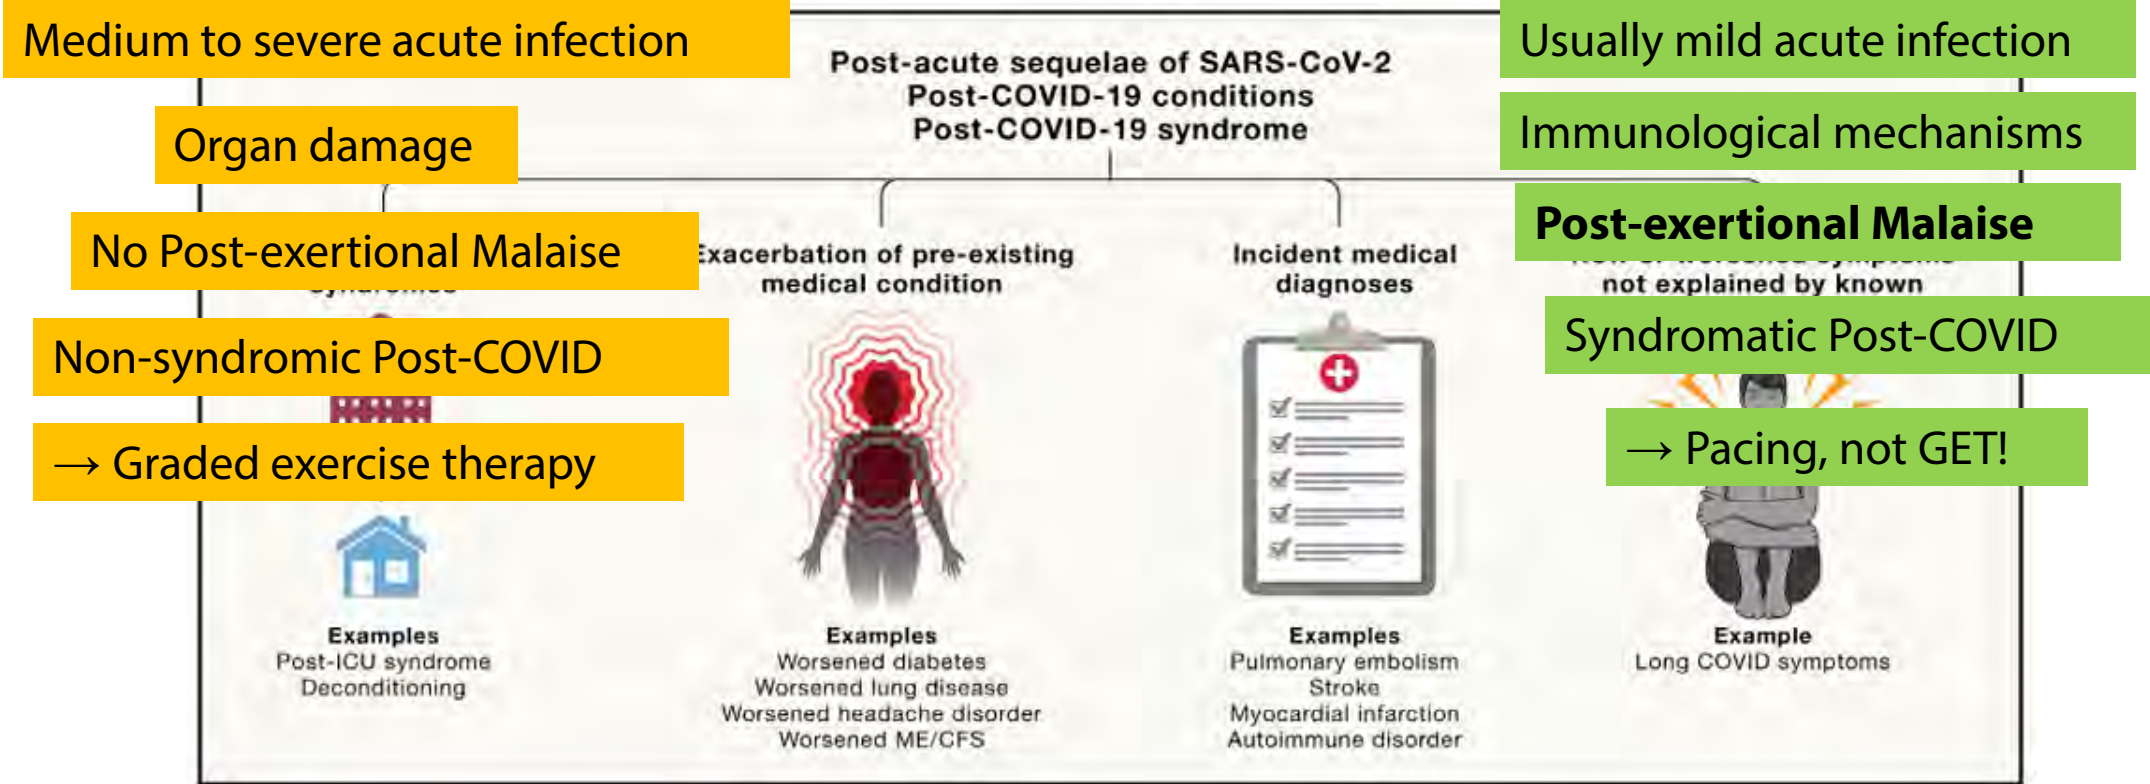 Medium to severe acute infection
Organ damage
No Post-exertional Malaise
Non-syndromic Post-COVID
→ Graded exercise therapy
Post-acute sequelae of SARS-CoV-2
Post-COVID-19 conditions
Post-COVID-19 syndrome
Usually mild acute infection
Immunological mechanisms
Post-exertional Malaise
Syndromatic Post-COVID
→ Pacing, not GET!
Examples
Post-ICU syndrome
Deconditioning
Exacerbation of pre-existing
medical condition
Examples
Worsened diabetes
Worsened lung disease
Worsened headache disorder
Worsened ME/CFS
Incident medical
diagnoses
Examples
Pulmonary embolism
Stroke
Myocardial infarction
Autoimmune disorder
not explained by known
Example
Long COVID symptoms